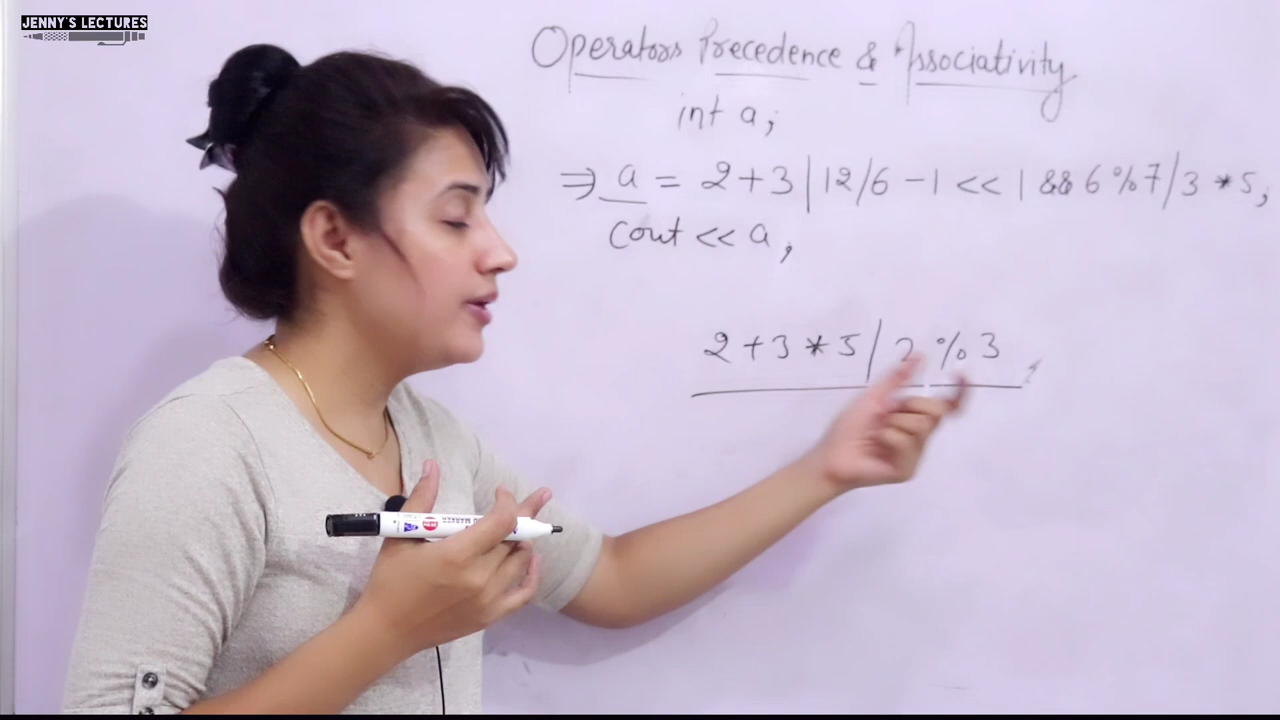 JENNY'S LECTURES
Operators Precedence & Associativity
int a;
⇒ a = 2+3|12/6-1<<1&&6%7/3*5;
cout << a;
2+3*5/2%3
MARKER